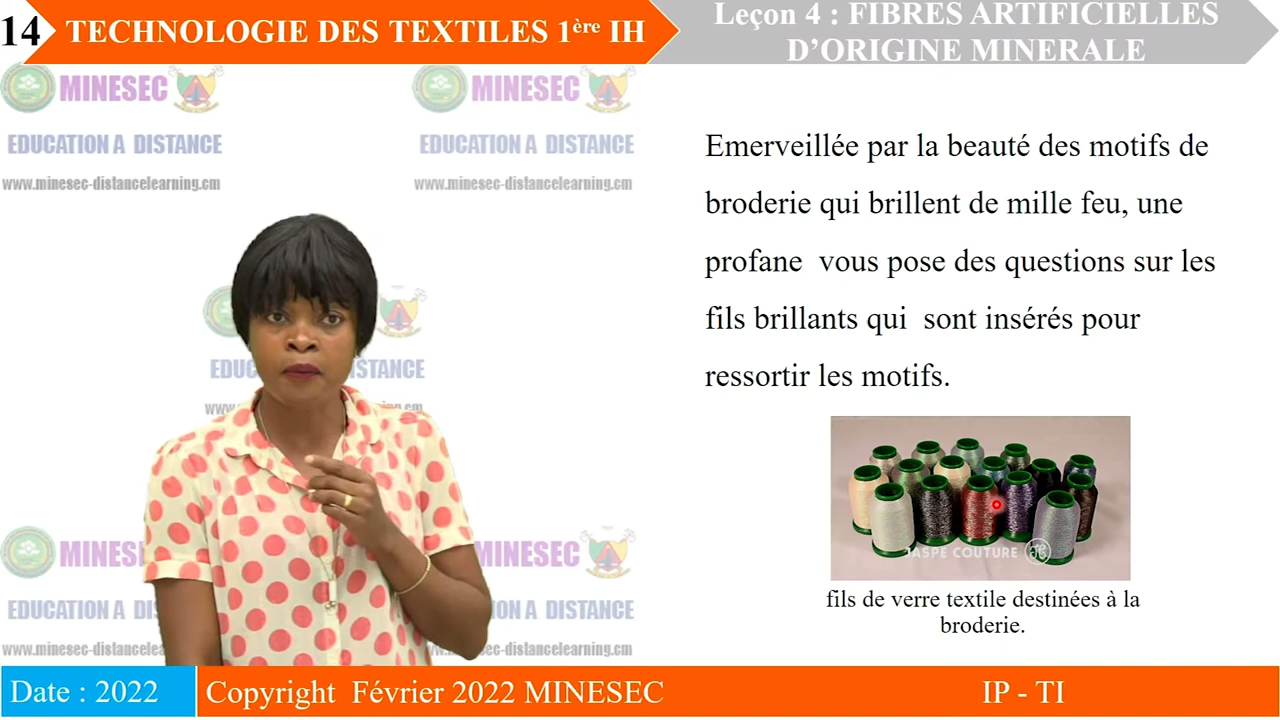 14
TECHNOLOGIE DES TEXTILES 1ère IH
Leçon 4 : FIBRES ARTIFICIELLES
D’ORIGINE MINERALE
MINESEC
EDUCATION A DISTANCE
www.minesec-distancelearning.cm
MINESEC
EDUCATION A DISTANCE
www.minesec-distancelearning.cm
Emerveillée par la beauté des motifs de
broderie qui brillent de mille feu, une
profane vous pose des questions sur les
fils brillants qui sont insérés pour
ressortir les motifs.
JASPE COUTURE
fils de verre textile destinées à la
broderie.
MINESEC
Date : 2022
Copyright Février 2022 MINESEC
IP - TI